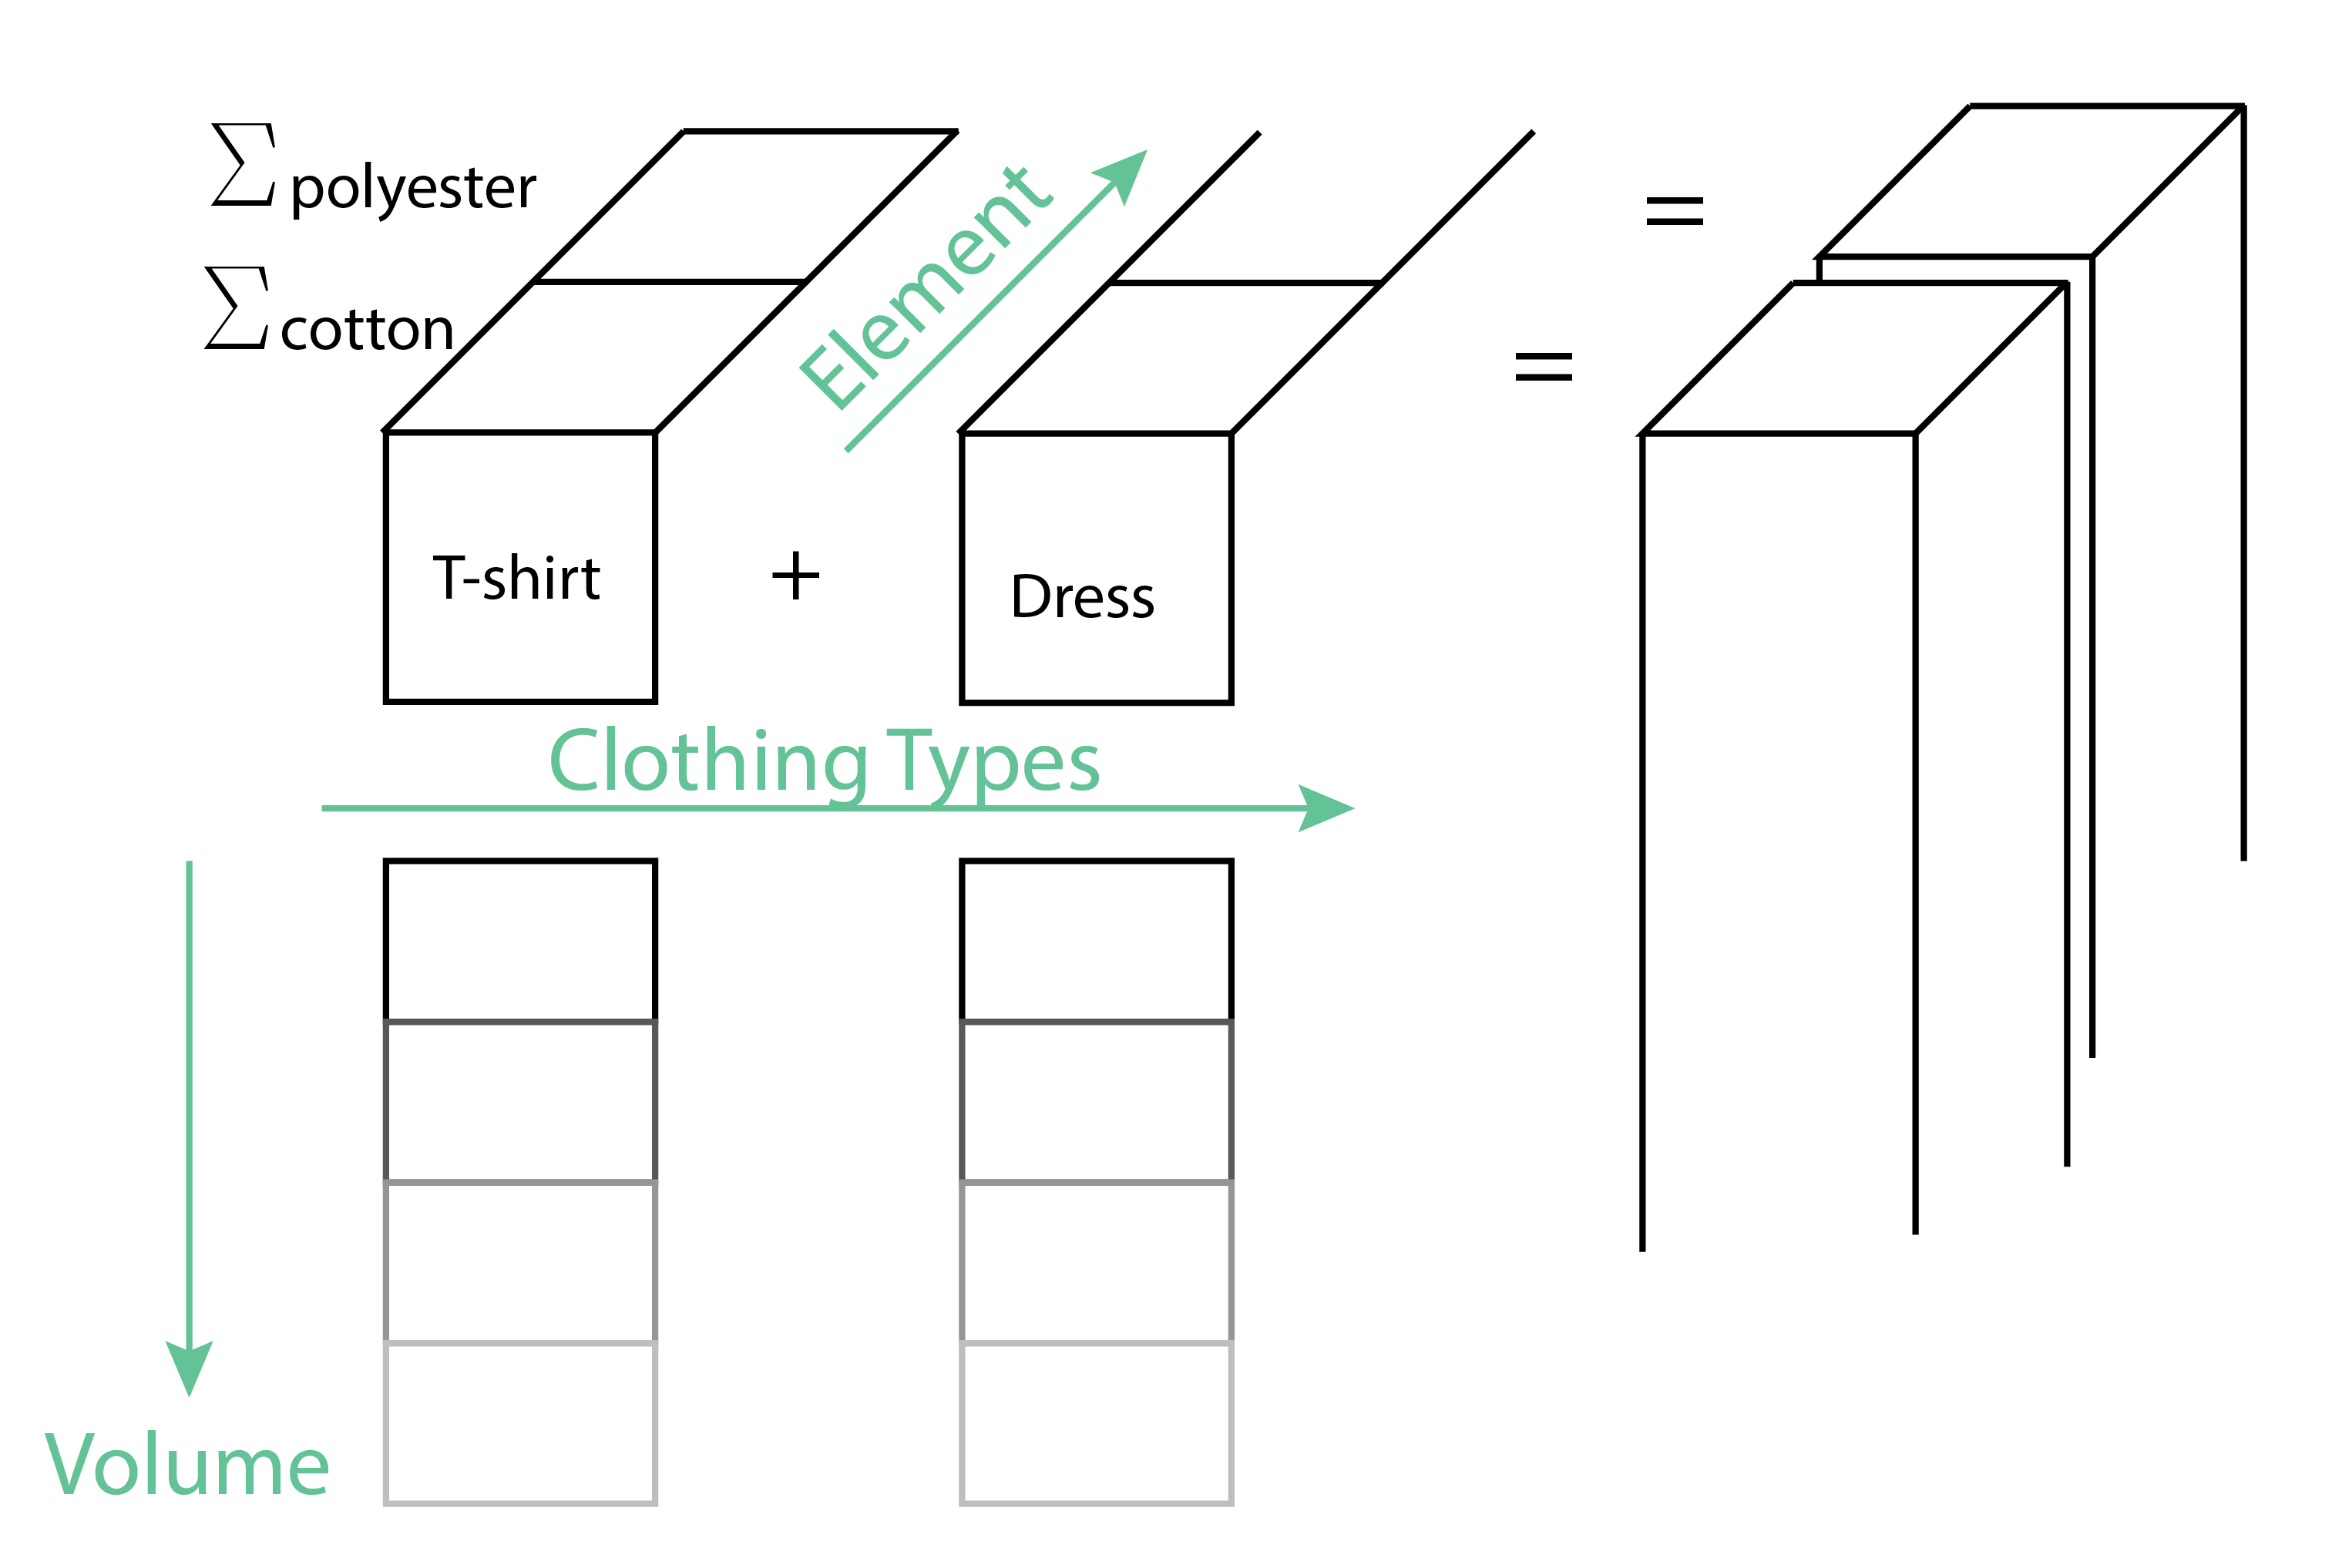 ∑ polyester
∑ cotton
Element
=
=
T-shirt
+
Dress
Clothing Types
Volume